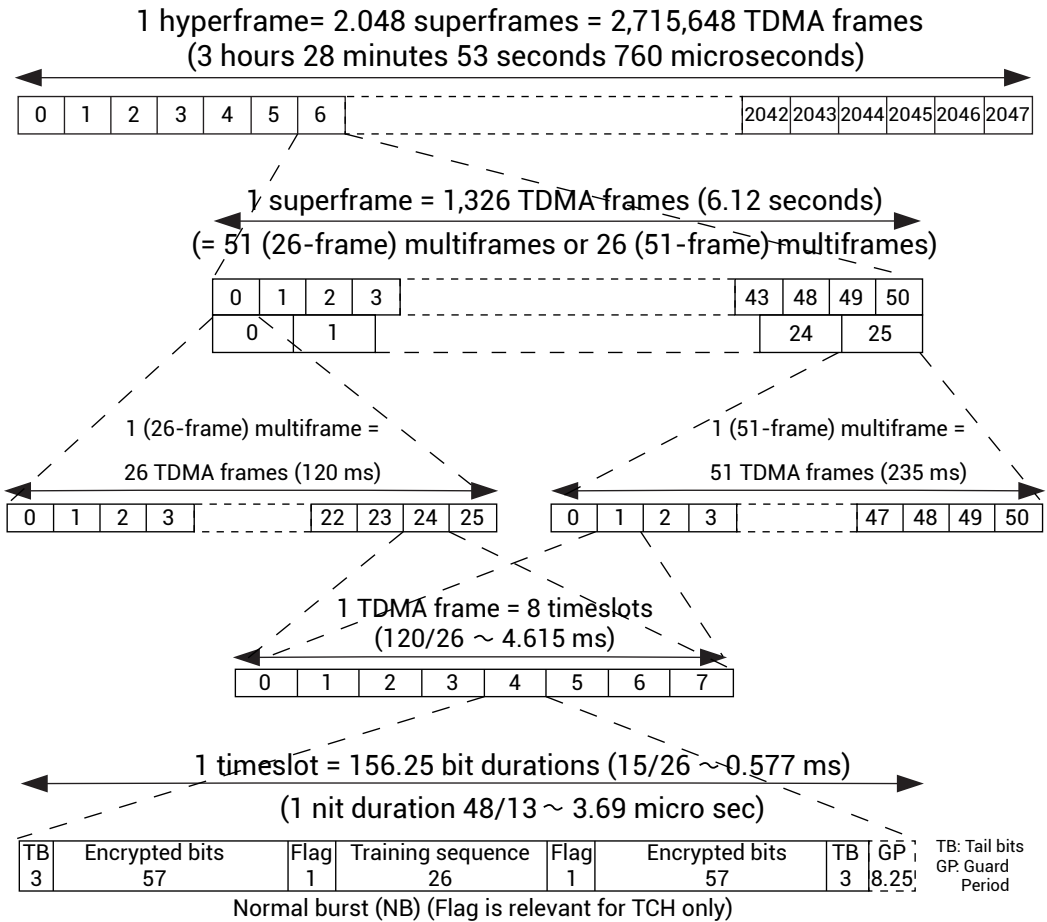 1 hyperframe= 2.048 superframes = 2,715,648 TDMA frames
(3 hours 28 minutes 53 seconds 760 microseconds)
0 1 2 3 4 5 6 2042 2043 2044 2045 2046 2047
1 superframe = 1,326 TDMA frames (6.12 seconds)
(= 51 (26-frame) multiframes or 26 (51-frame) multiframes)
0 1 2 3 43 48 49 50
0 1 24 25
1 (26-frame) multiframe =
26 TDMA frames (120 ms)
1 (51-frame) multiframe =
51 TDMA frames (235 ms)
0 1 2 3 22 23 24 25
0 1 2 3 47 48 49 50
1 TDMA frame = 8 timeslots
(120/26 ~ 4.615 ms)
0 1 2 3 4 5 6 7
1 timeslot = 156.25 bit durations (15/26 ~ 0.577 ms)
(1 nit duration 48/13 ~ 3.69 micro sec)
TB Encrypted bits Flag Training sequence Flag Encrypted bits TB GP
3 57 1 26 1 57 3 8.25
TB: Tail bits
GP: Guard
Period
Normal burst (NB) (Flag is relevant for TCH only)